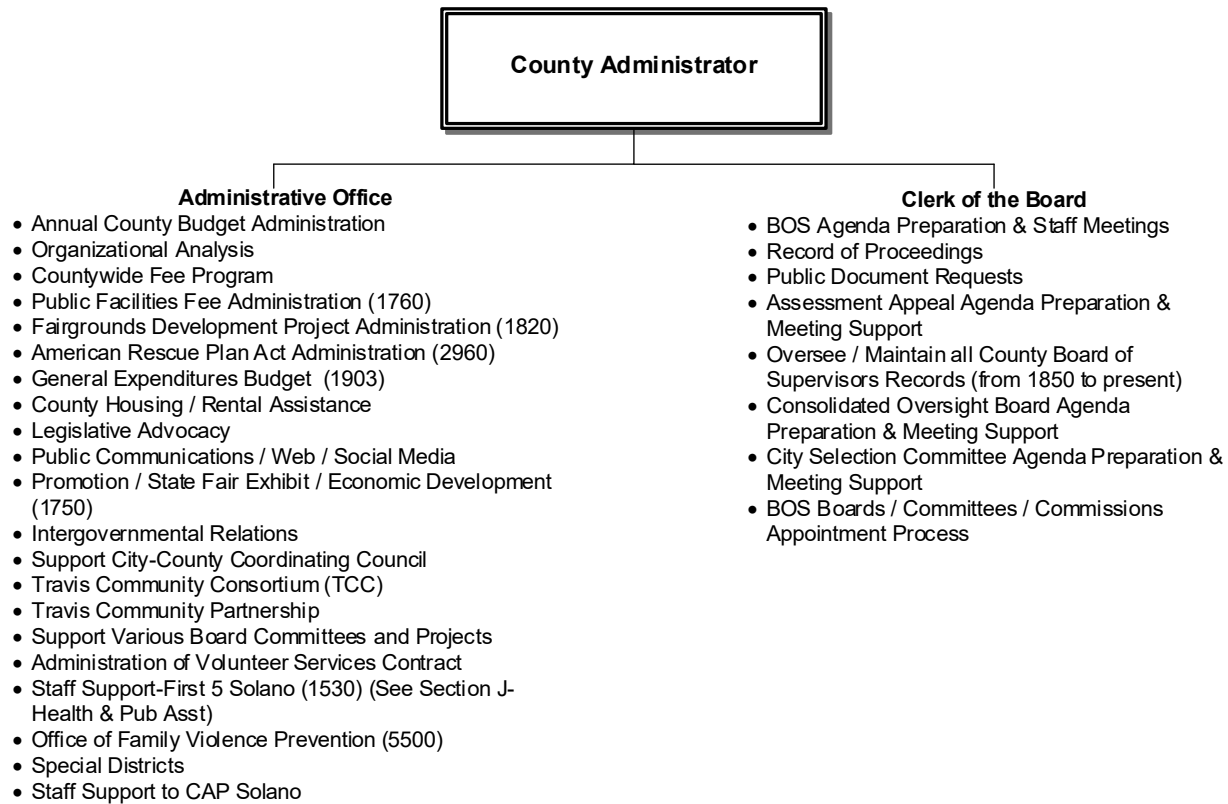 County Administrator
Administrative Office
• Annual County Budget Administration
• Organizational Analysis
• Countywide Fee Program
• Public Facilities Fee Administration (1760)
• Fairgrounds Development Project Administration (1820)
• American Rescue Plan Act Administration (2960)
• General Expenditures Budget (1903)
• County Housing / Rental Assistance
• Legislative Advocacy
• Public Communications / Web / Social Media
• Promotion / State Fair Exhibit / Economic Development
(1750)
• Intergovernmental Relations
• Support City-County Coordinating Council
• Travis Community Consortium (TCC)
• Travis Community Partnership
• Support Various Board Committees and Projects
• Administration of Volunteer Services Contract
• Staff Support-First 5 Solano (1530) (See Section J-
Health & Pub Asst)
• Office of Family Violence Prevention (5500)
• Special Districts
• Staff Support to CAP Solano
Clerk of the Board
• BOS Agenda Preparation & Staff Meetings
• Record of Proceedings
• Public Document Requests
• Assessment Appeal Agenda Preparation &
Meeting Support
• Oversee / Maintain all County Board of
Supervisors Records (from 1850 to present)
• Consolidated Oversight Board Agenda
Preparation & Meeting Support
• City Selection Committee Agenda Preparation &
Meeting Support
• BOS Boards / Committees / Commissions
Appointment Process